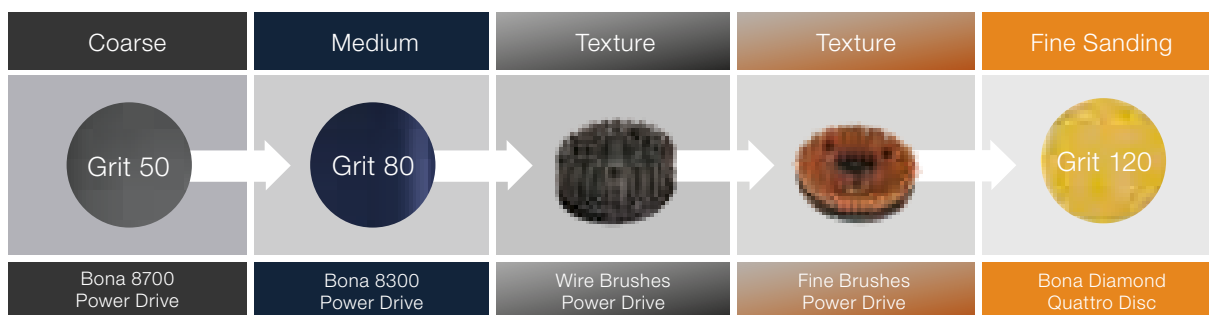 Coarse
Medium
Texture
Texture
Fine Sanding
Grit 50
Grit 80
Grit 120
Bona 8700
Power Drive
Bona 8300
Power Drive
Wire Brushes
Power Drive
Fine Brushes
Power Drive
Bona Diamond
Quattro Disc